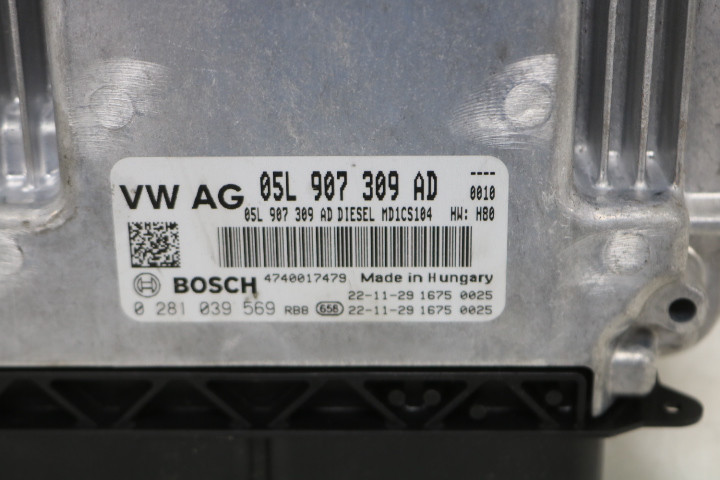 VW AG 05L 907 309 AD ----
0010
05L 907 309 AD DIESEL MD1CS104 HW: H80
BOSCH 4740017479 Made in Hungary
22-11-29 1675 0025
0 281 039 569 RBB 658 22-11-29 1675 0025